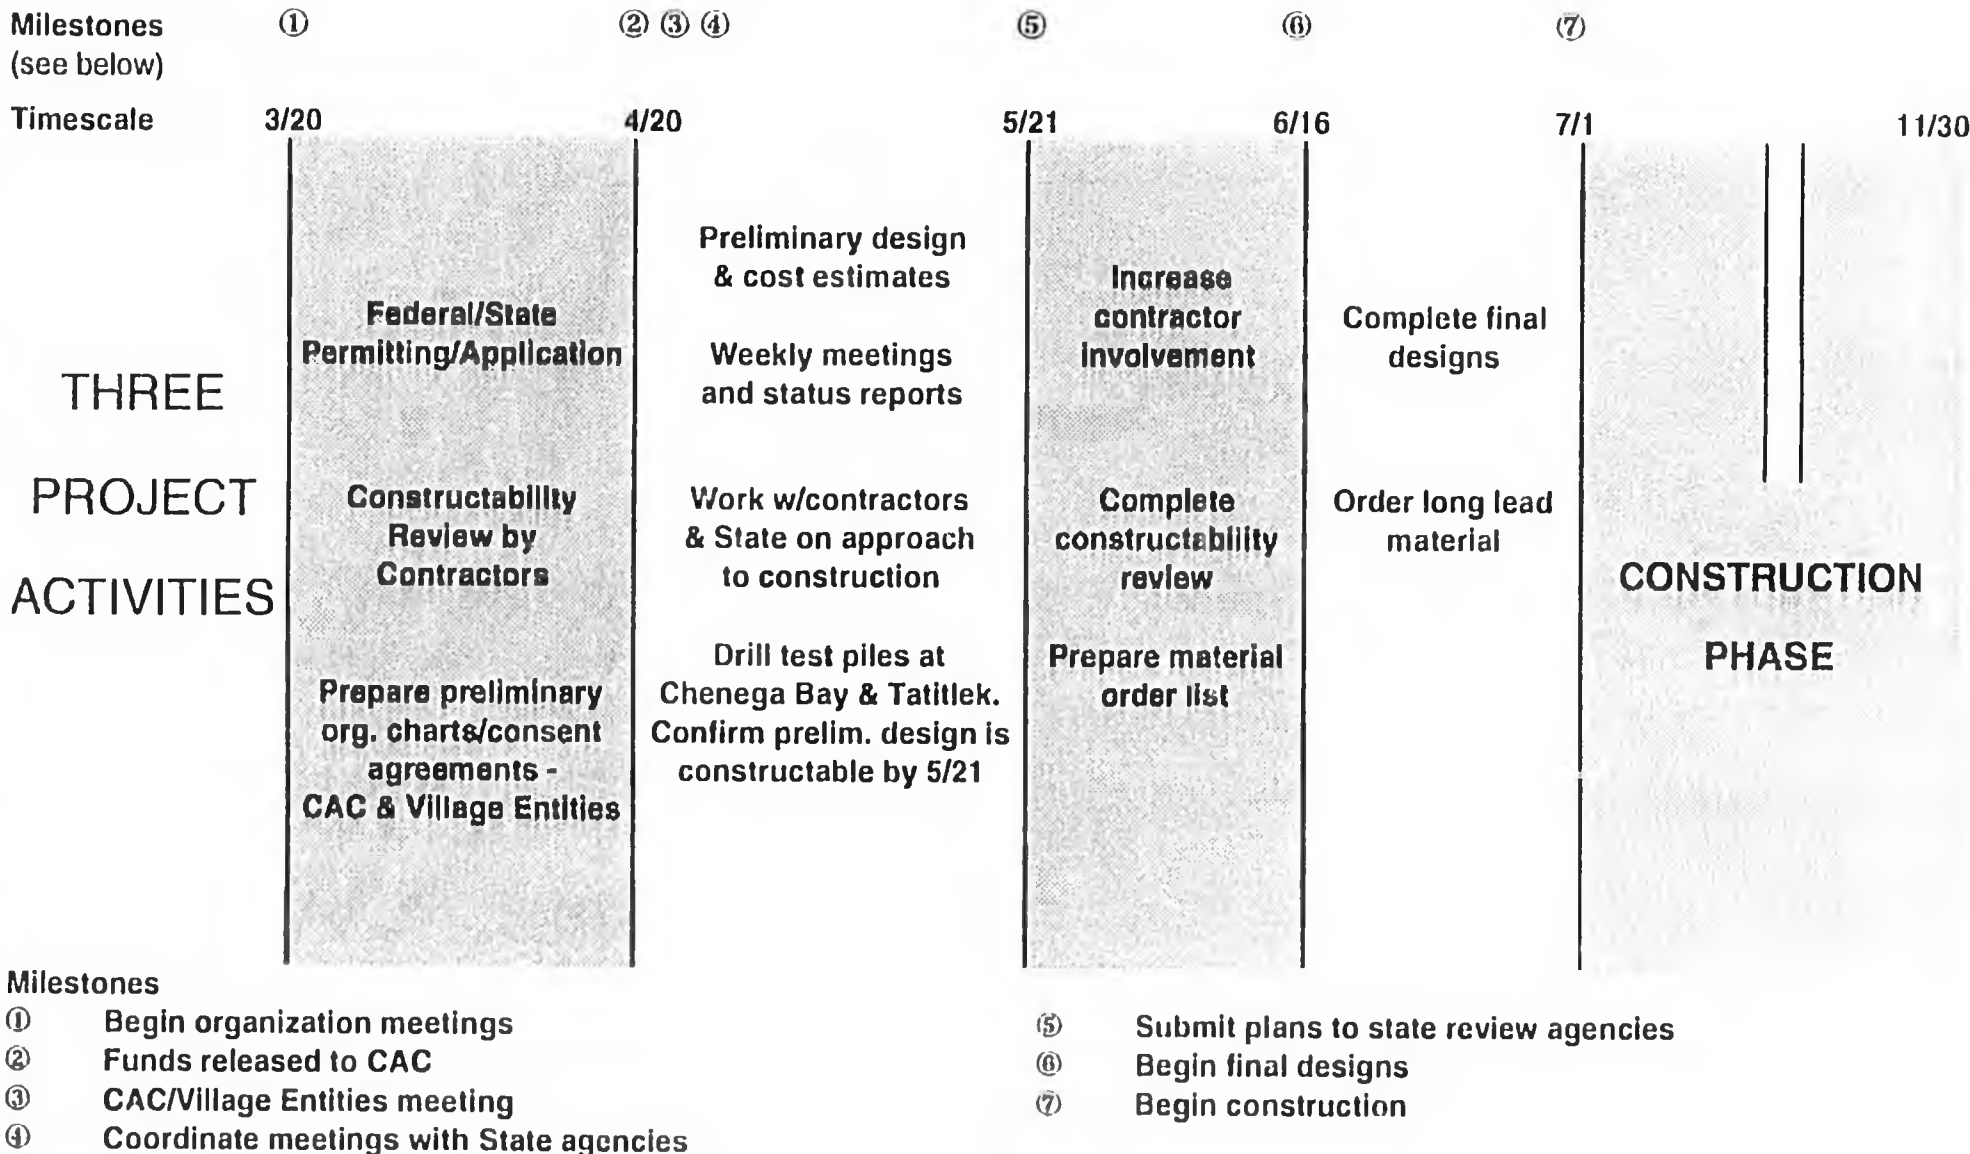 Milestones ① ② ③ ④ ⑤ ⑥ ⑦
(see below)
Timescale 3/20 4/20 5/21 6/16 7/1 11/30
THREE
PROJECT
ACTIVITIES
Federal/State
Permitting/Application
Constructability
Review by
Contractors
Prepare preliminary
org. charts/consent
agreements -
CAC & Village Entities
Preliminary design
& cost estimates
Weekly meetings
and status reports
Work w/contractors
& State on approach
to construction
Drill test piles at
Chenega Bay & Tatitlek.
Confirm prelim. design is
constructable by 5/21
Increase
contractor
involvement
Complete
constructability
review
Prepare material
order list
Complete final
designs
Order long lead
material
CONSTRUCTION
PHASE
Milestones
① Begin organization meetings
② Funds released to CAC
③ CAC/Village Entities meeting
④ Coordinate meetings with State agencies
⑤ Submit plans to state review agencies
⑥ Begin final designs
⑦ Begin construction